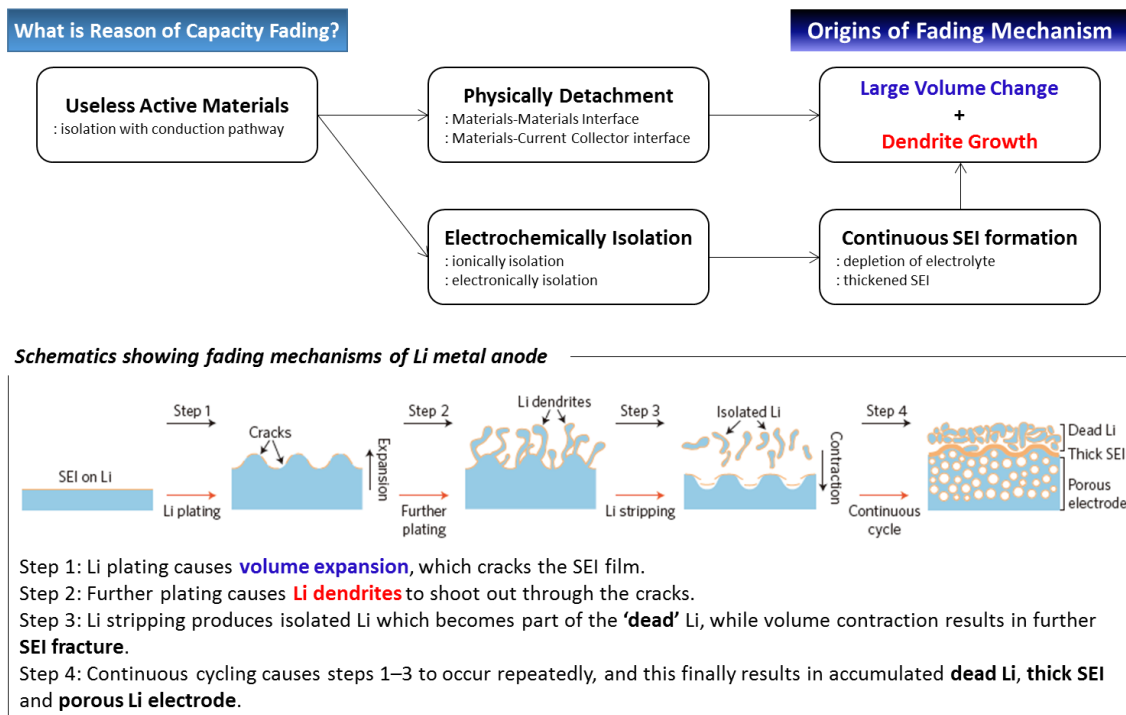 What is Reason of Capacity Fading?
Origins of Fading Mechanism
Useless Active Materials
: isolation with conduction pathway
Physically Detachment
: Materials-Materials Interface
: Materials-Current Collector interface
Large Volume Change
+
Dendrite Growth
Electrochemically Isolation
: ionically isolation
: electronically isolation
Continuous SEI formation
: depletion of electrolyte
: thickened SEI
Schematics showing fading mechanisms of Li metal anode
SEI on Li
Step 1
Li plating
Cracks
Expansion
Step 2
Further
plating
Li dendrites
Step 3
Li stripping
Isolated Li
Contraction
Step 4
Continuous
cycle
Dead Li
Thick SEI
Porous
electrode
Step 1: Li plating causes volume expansion, which cracks the SEI film.
Step 2: Further plating causes Li dendrites to shoot out through the cracks.
Step 3: Li stripping produces isolated Li which becomes part of the ‘dead’ Li, while volume contraction results in further
SEI fracture.
Step 4: Continuous cycling causes steps 1–3 to occur repeatedly, and this finally results in accumulated dead Li, thick SEI
and porous Li electrode.